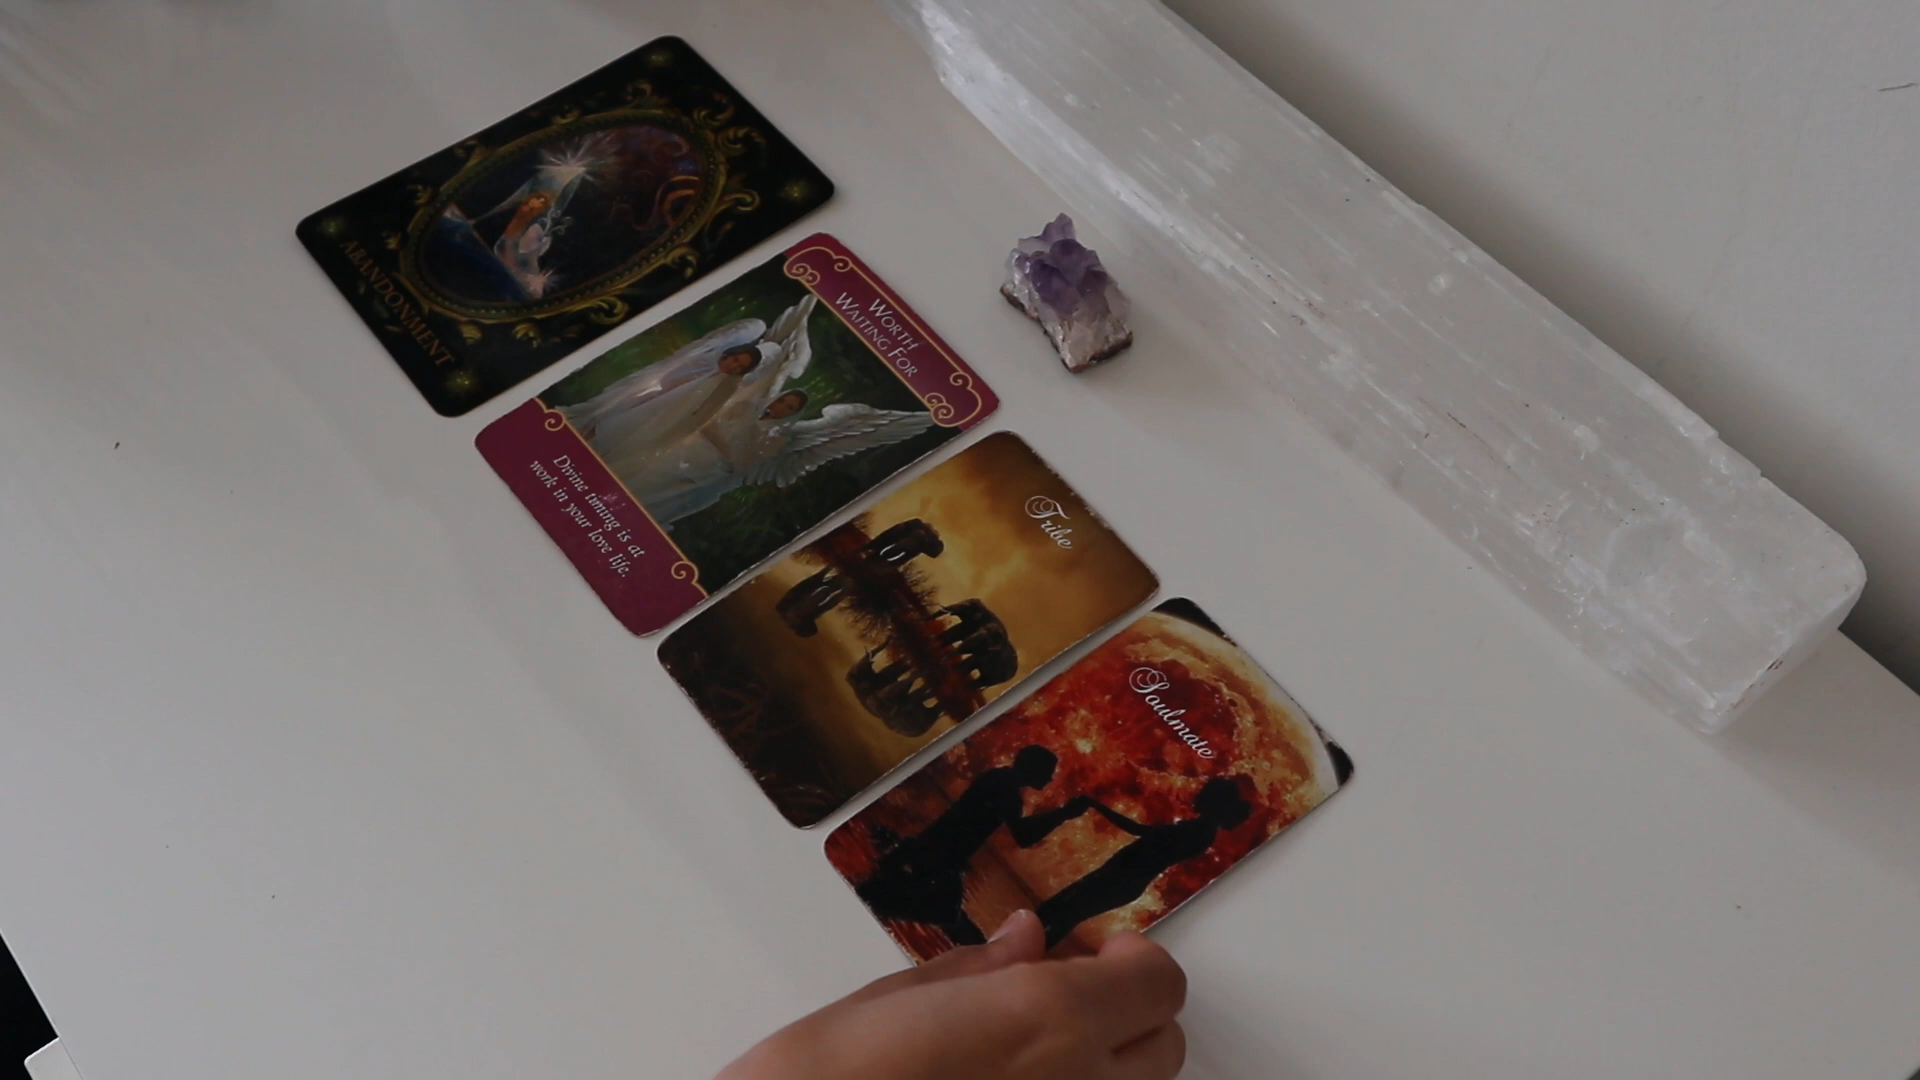 ABANDONMENT
WORTH
WAITING FOR
Divine timing is at
work in your love life.
Tribe
Soulmate